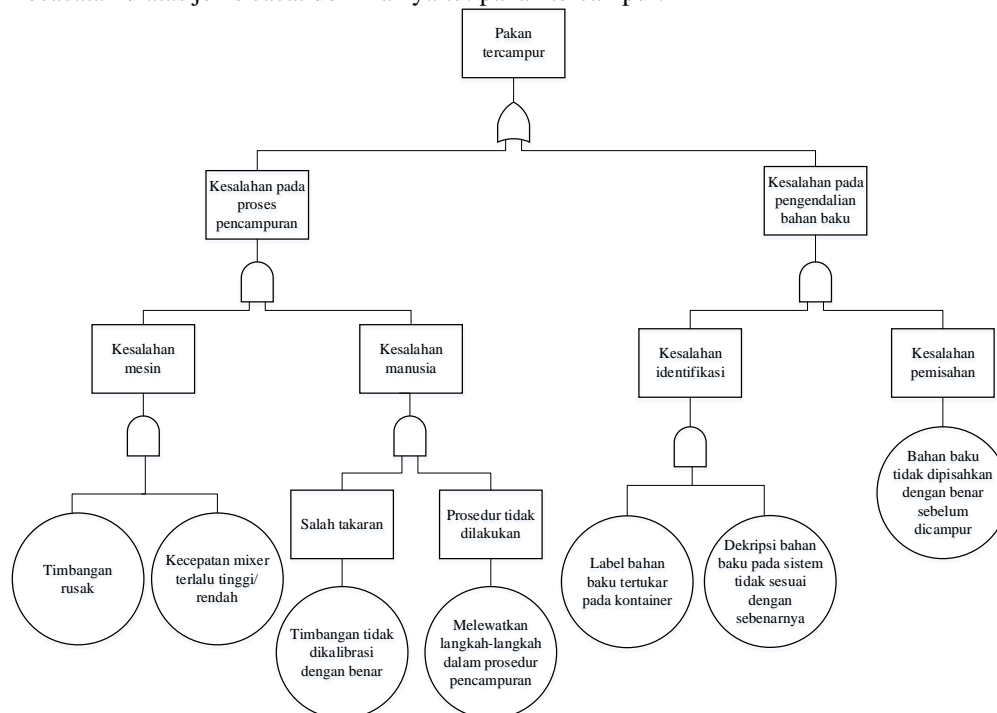 Pakan
tercampur
Kesalahan pada
proses
pencampuran
Kesalahan pada
pengendalian
bahan baku
Kesalahan
mesin
Kesalahan
manusia
Kesalahan
identifikasi
Kesalahan
pemisahan
Salah takaran
Prosedur tidak
dilakukan
Bahan baku
tidak dipisahkan
dengan benar
sebelum
dicampur
Timbangan
rusak
Kecepatan mixer
terlalu tinggi/
rendah
Label bahan
baku tertukar
pada kontainer
Dekripsi bahan
baku pada sistem
tidak sesuai
dengan
sebenarnya
Timbangan tidak
dikalibrasi
dengan benar
Melewatkan
langkah-langkah
dalam prosedur
pencampuran